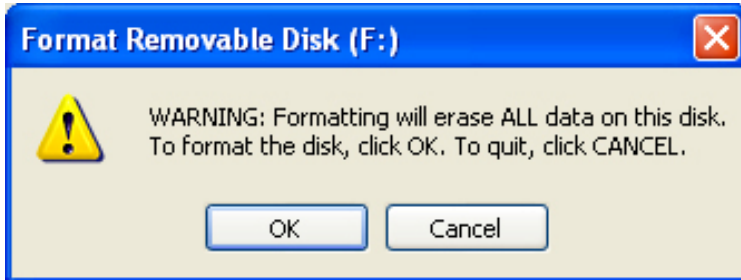 Format Removable Disk (F:)
WARNING: Formatting will erase ALL data on this disk.
To format the disk, click OK. To quit, click CANCEL.
OK
Cancel